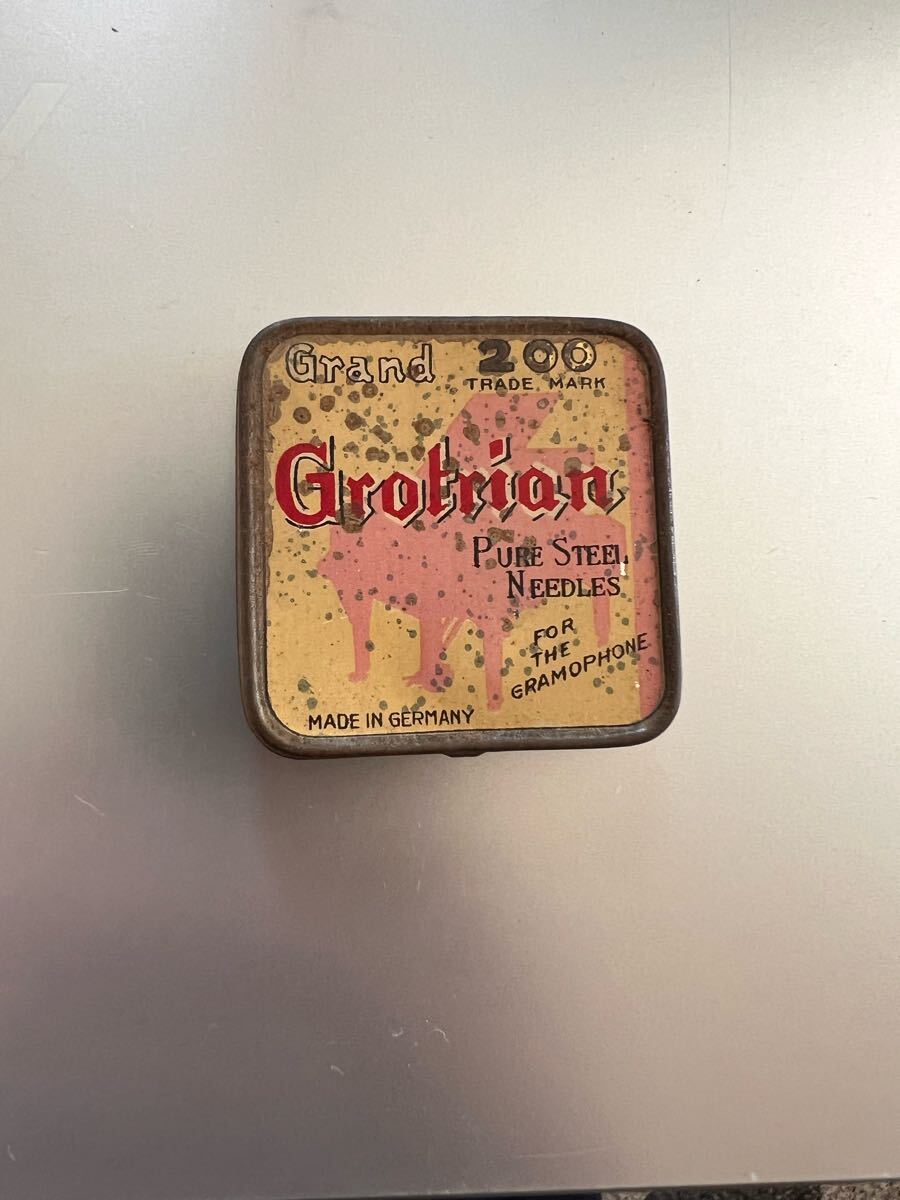 Grand 200
TRADE MARK
Grotrian
PURE STEEL
NEEDLES
FOR
THE
GRAMOPHONE
MADE IN GERMANY